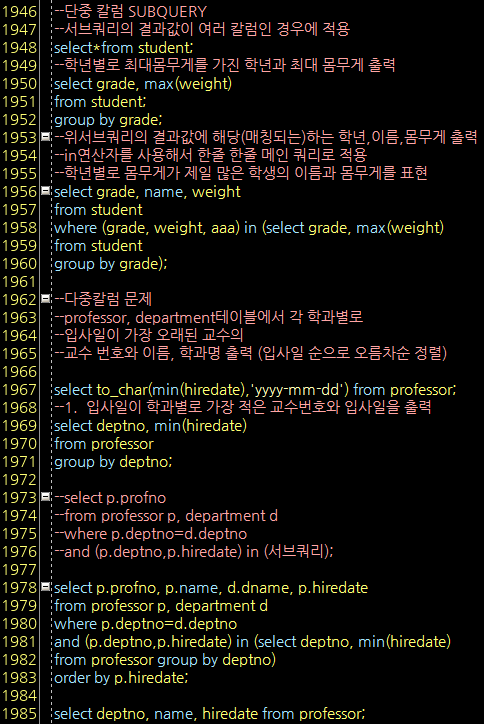 1946 --단중 칼럼 SUBQUERY
1947 --서브쿼리의 결과값이 여러 칼럼인 경우에 적용
1948 select*from student;
1949 --학년별로 최대몸무게를 가진 학년과 최대 몸무게 출력
1950 select grade, max(weight)
1951 from student;
1952 group by grade;
1953 --위서브쿼리의 결과값에 해당(매칭되는)하는 학년,이름,몸무게 출력
1954 --in연산자를 사용해서 한줄 한줄 메인 쿼리로 적용
1955 --학년별로 몸무게가 제일 많은 학생의 이름과 몸무게를 표현
1956 select grade, name, weight
1957 from student
1958 where (grade, weight, aaa) in (select grade, max(weight)
1959 from student
1960 group by grade);
1961
1962 --다중칼럼 문제
1963 --professor, department테이블에서 각 학과별로
1964 --입사일이 가장 오래된 교수의
1965 --교수 번호와 이름, 학과명 출력 (입사일 순으로 오름차순 정렬)
1966
1967 select to_char(min(hiredate),'yyyy-mm-dd') from professor;
1968 --1. 입사일이 학과별로 가장 적은 교수번호와 입사일을 출력
1969 select deptno, min(hiredate)
1970 from professor
1971 group by deptno;
1972
1973 --select p.profno
1974 --from professor p, department d
1975 --where p.deptno=d.deptno
1976 --and (p.deptno,p.hiredate) in (서브쿼리);
1977
1978 select p.profno, p.name, d.dname, p.hiredate
1979 from professor p, department d
1980 where p.deptno=d.deptno
1981 and (p.deptno,p.hiredate) in (select deptno, min(hiredate)
1982 from professor group by deptno)
1983 order by p.hiredate;
1984
1985 select deptno, name, hiredate from professor;